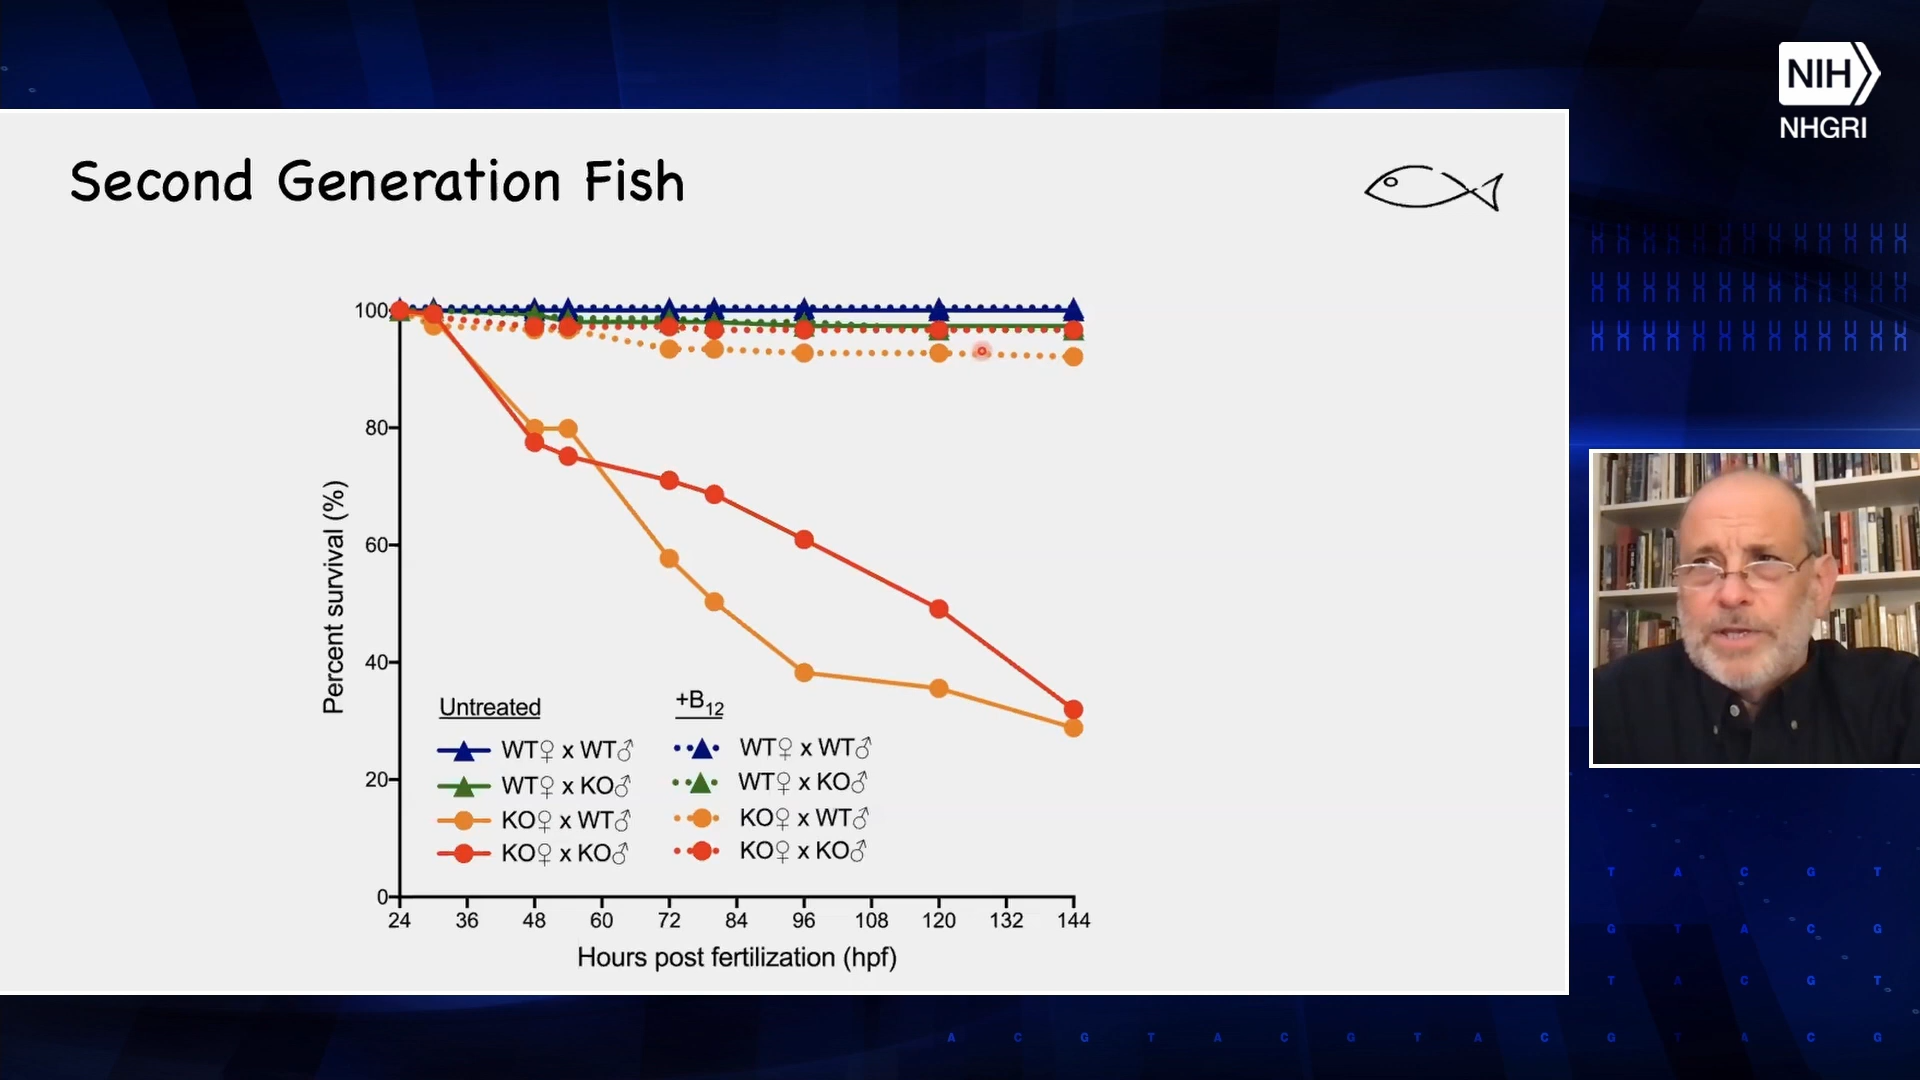 NIH
NHGRI
Second Generation Fish
100
80
60
40
20
0
Percent survival (%)
Untreated
WT♀ x WT♂
WT♀ x KO♂
KO♀ x WT♂
KO♀ x KO♂
+B12
WT♀ x WT♂
WT♀ x KO♂
KO♀ x WT♂
KO♀ x KO♂
24 36 48 60 72 84 96 108 120 132 144
Hours post fertilization (hpf)
T A C G T
G T A C G
T A C G T
A C G T A C G T A C G T A C G